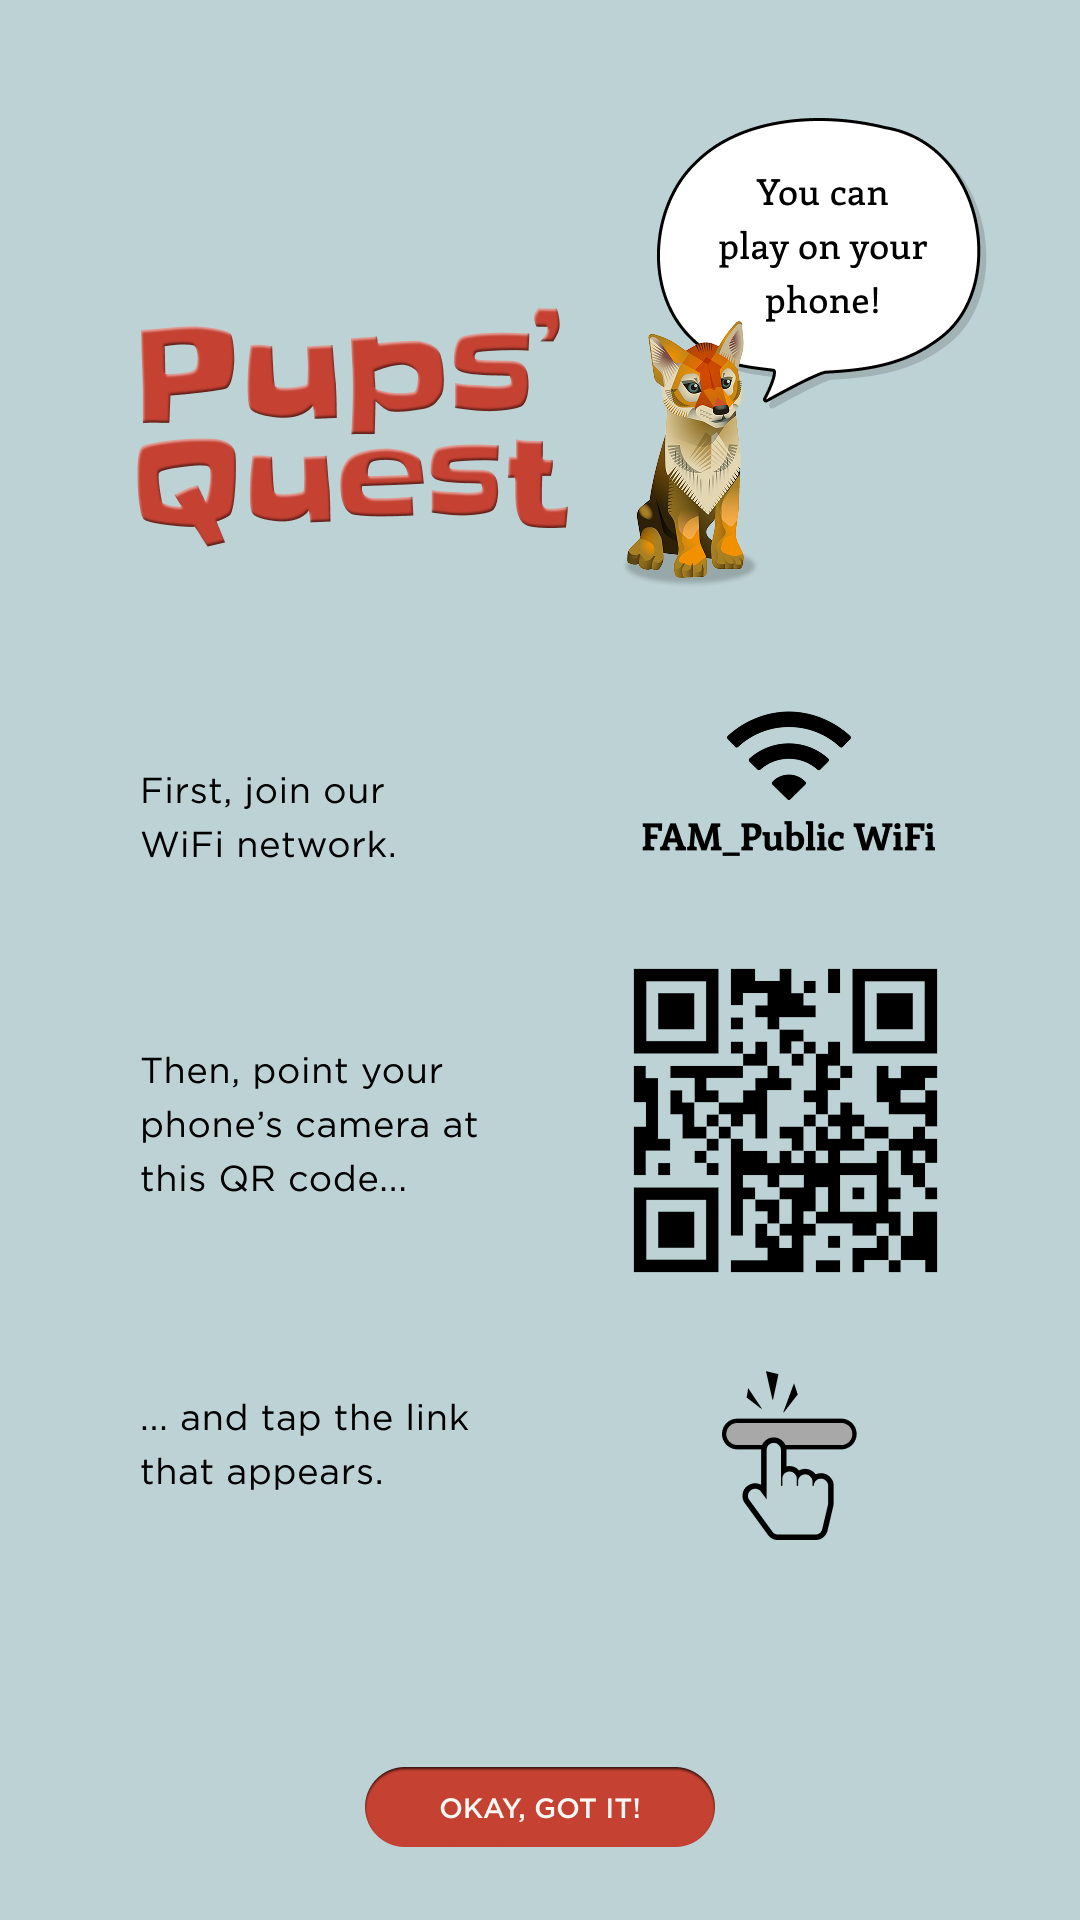 You can
play on your
phone!
Pups’
Quest
First, join our
WiFi network.
FAM_Public WiFi
Then, point your
phone’s camera at
this QR code...
... and tap the link
that appears.
OKAY, GOT IT!